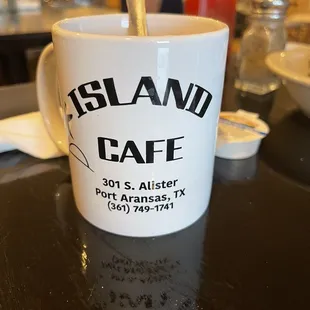 ISLAND
CAFE
301 S. Alister
Port Aransas, TX
(361) 749-1741